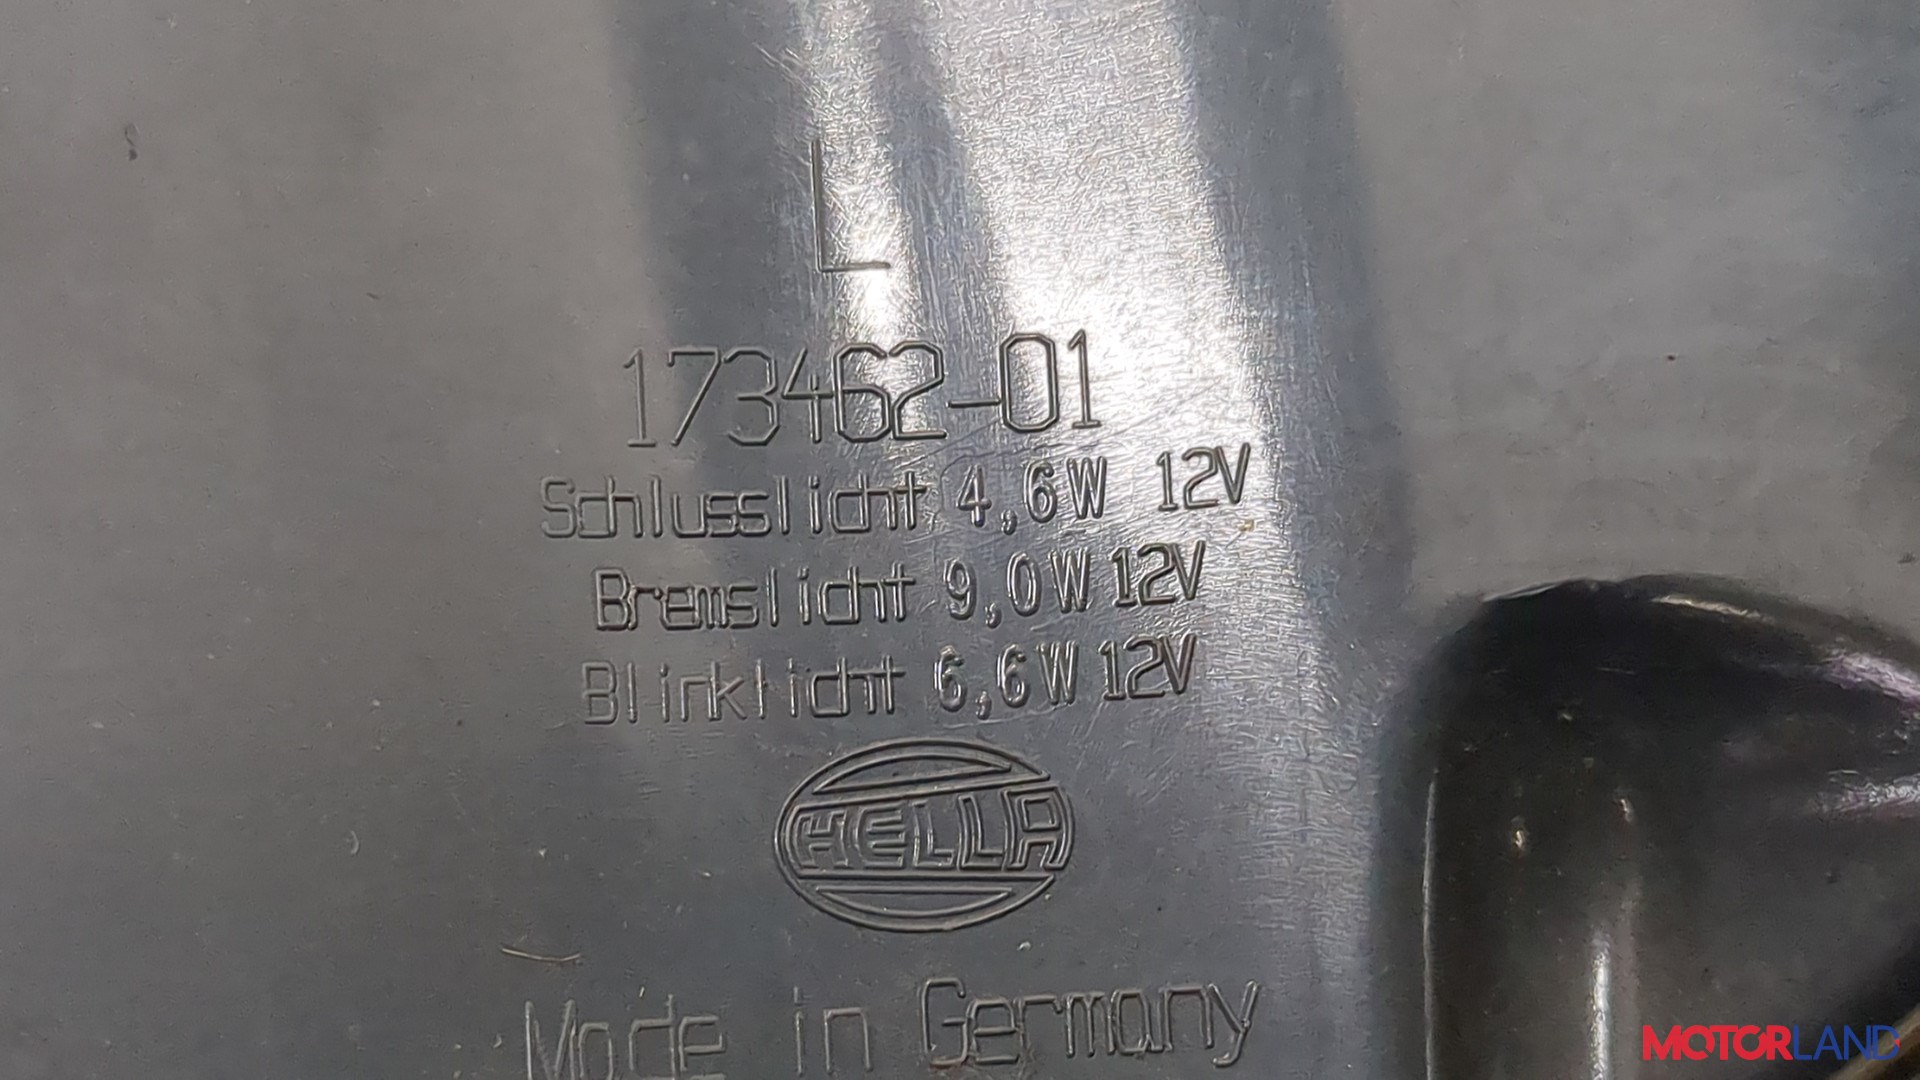 L
173462-01
Schlusslicht 4,6W 12V
Bremslicht 9,0W 12V
Blinklicht 6,6W 12V
HELLA
Made in Germany
MOTORLAND